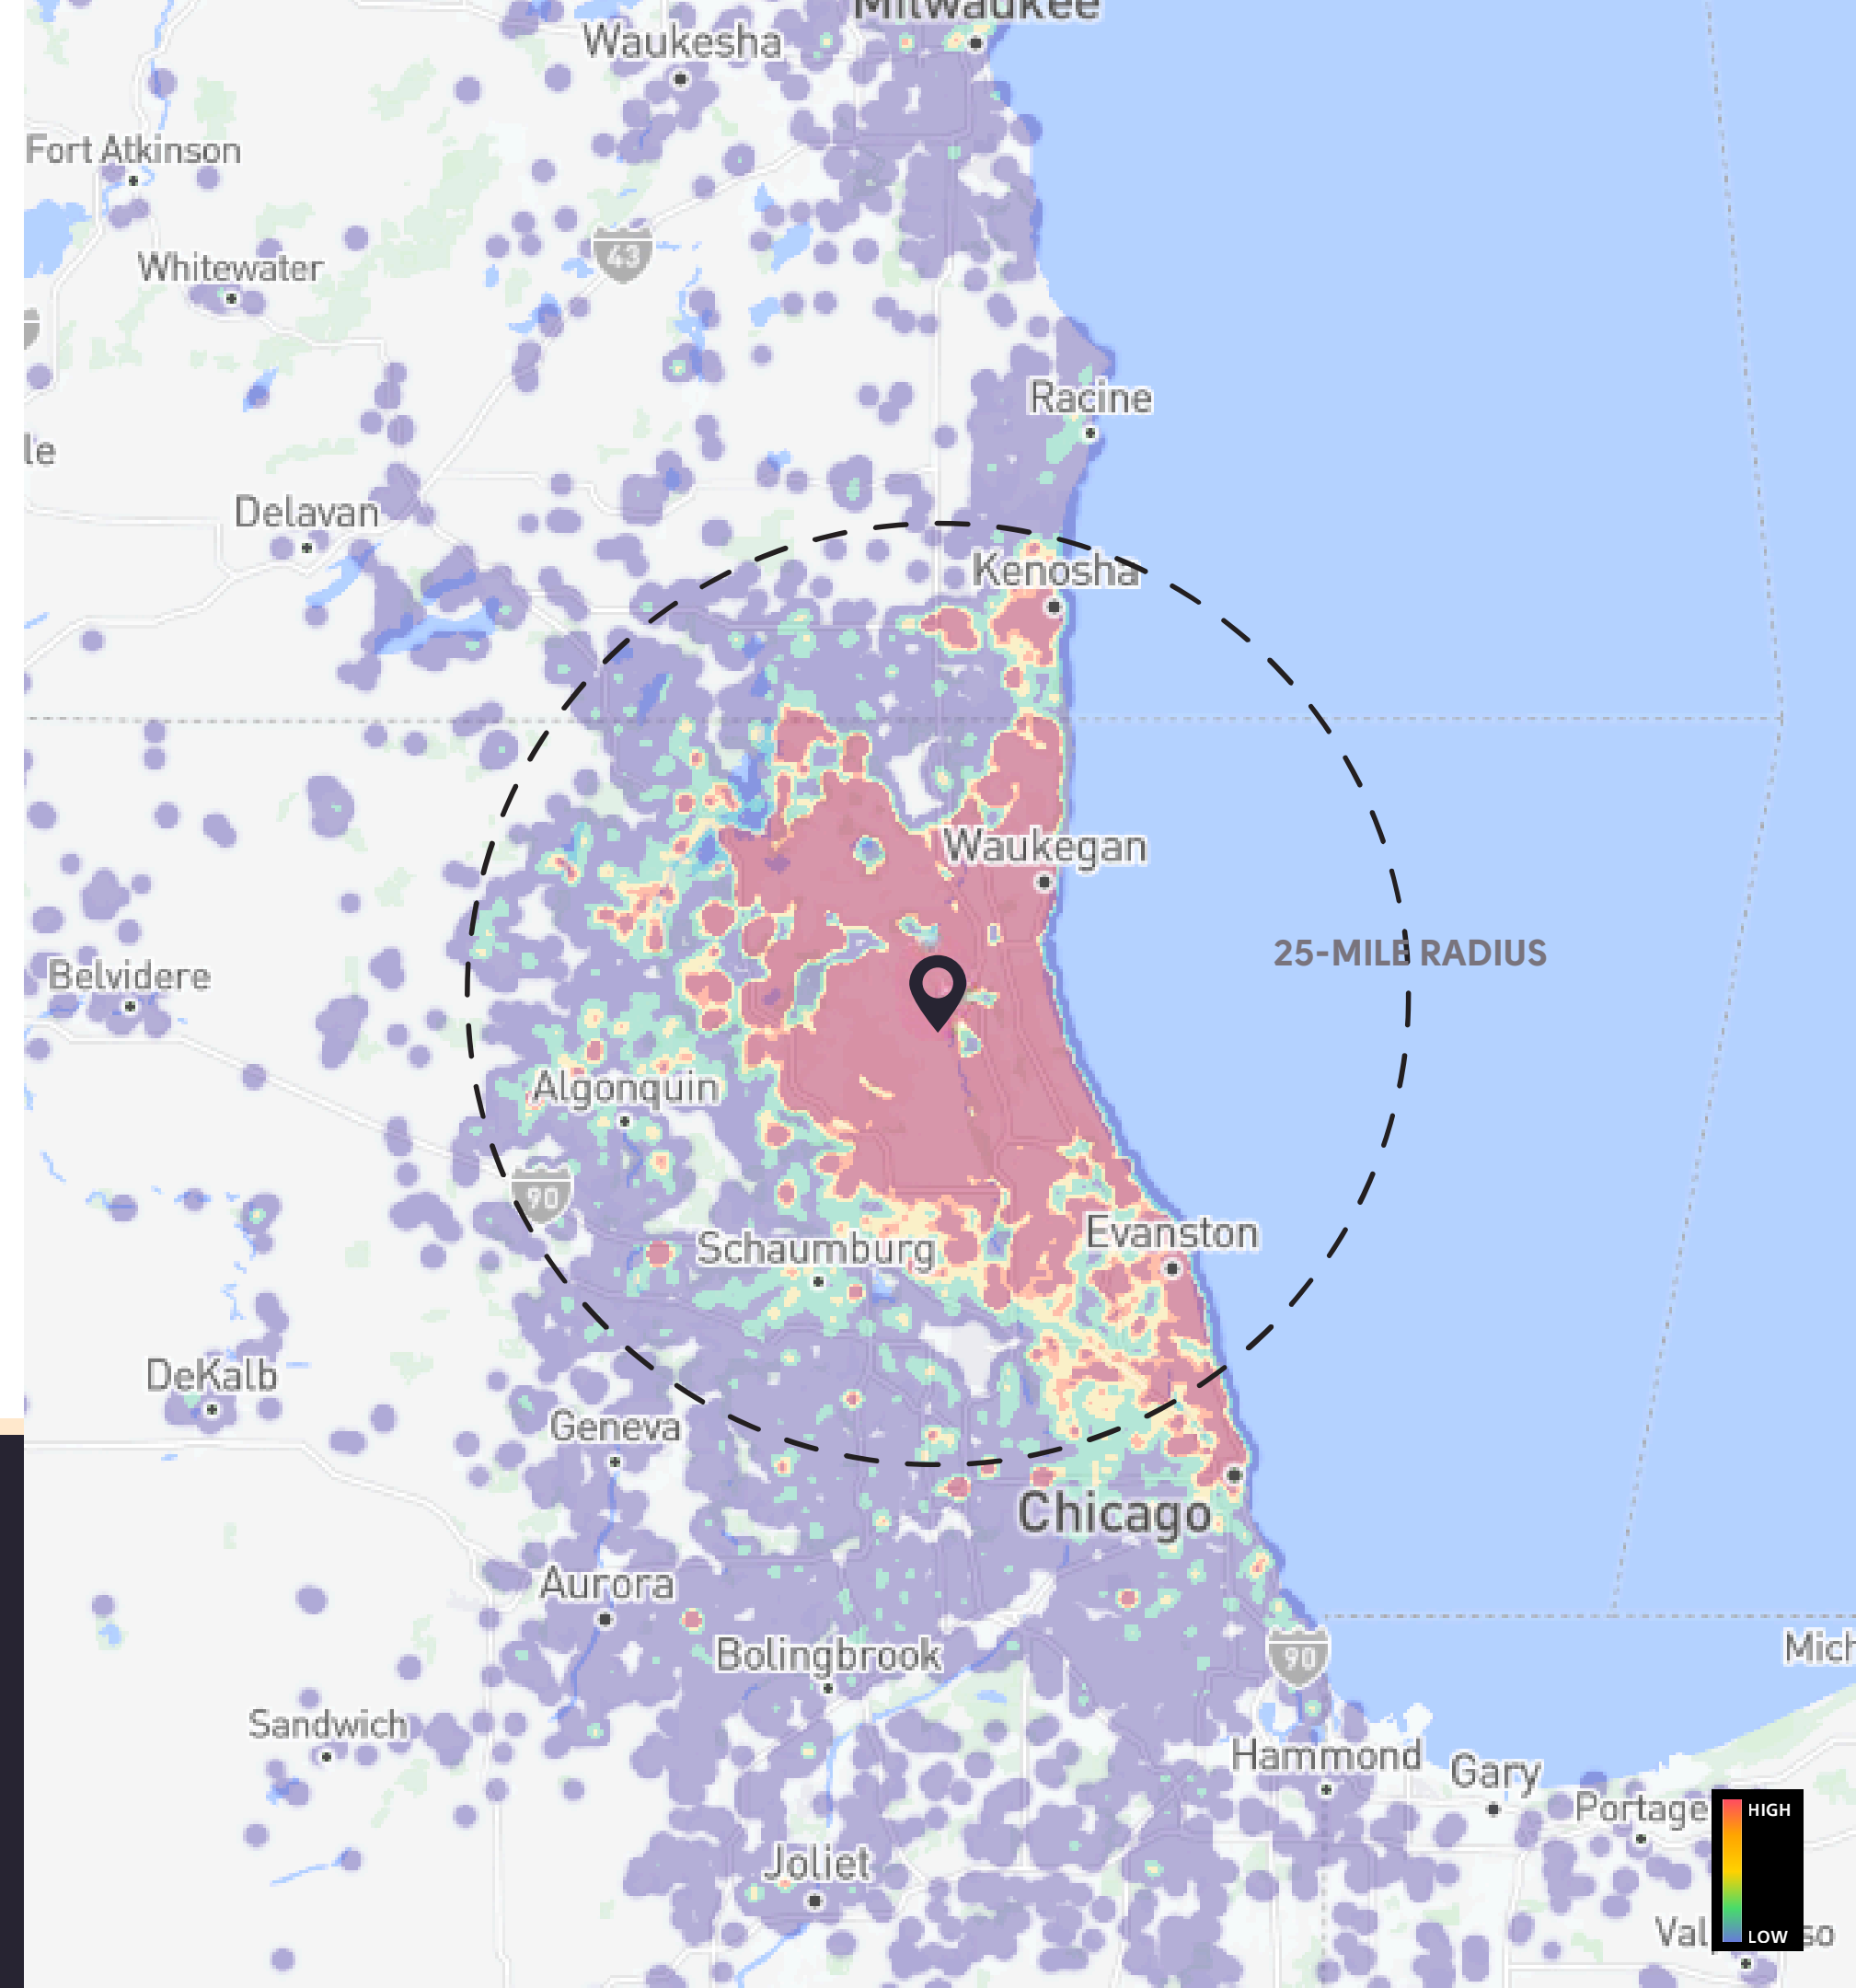 Milwaukee
Waukesha
Fort Atkinson
43
Whitewater
Racine
le
Delavan
Kenosha
Waukegan
25-MILE RADIUS
Belvidere
Algonquin
90
Evanston
Schaumburg
DeKalb
Geneva
Chicago
Aurora
90
Mich
Bolingbrook
Sandwich
Hammond
Gary
Portage
HIGH
Joliet
Val so
LOW